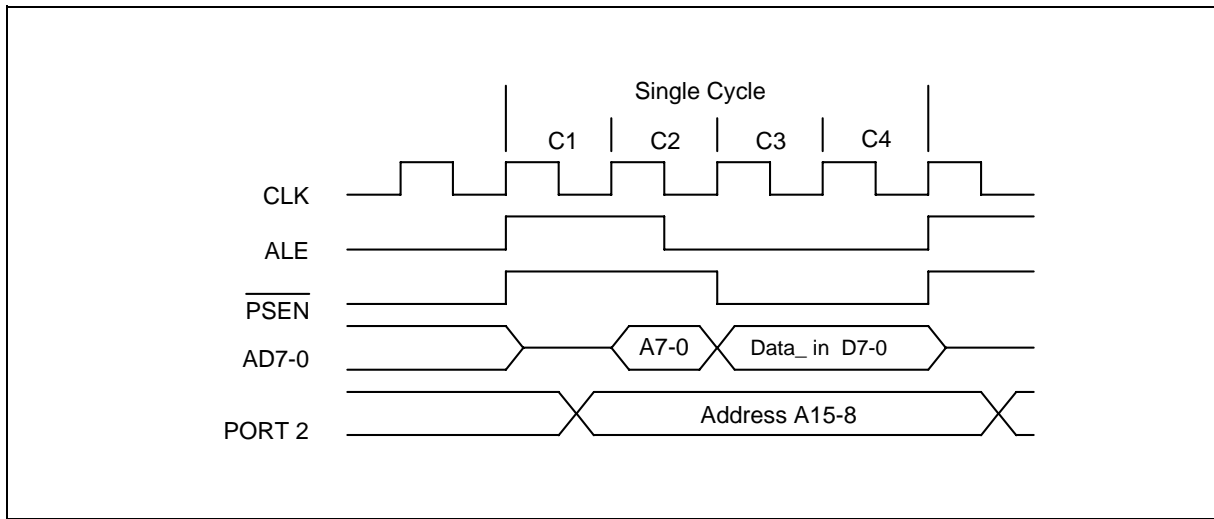 Single Cycle
C1 C2 C3 C4
CLK
ALE
PSEN
AD7-0 A7-0 Data_ in D7-0
PORT 2 Address A15-8